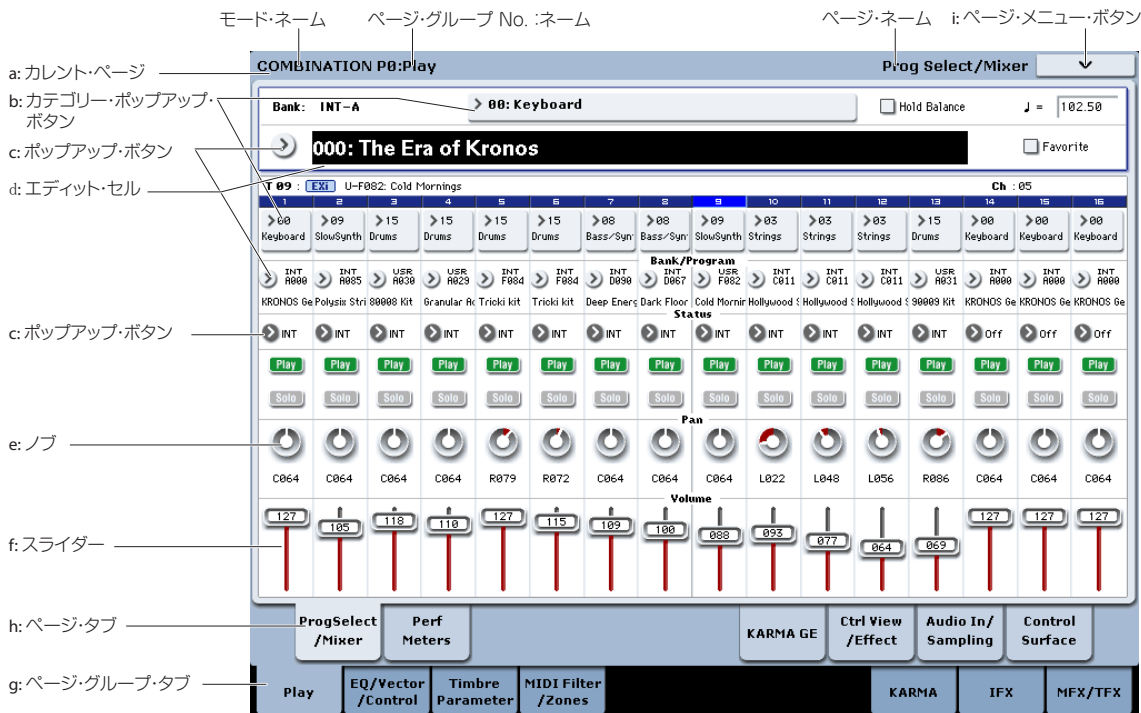 モード・ネーム ページ・グループ No. :ネーム ページ・ネーム i: ページ・メニュー・ボタン
a: カレント・ページ
COMBINATION P0:Play Prog Select/Mixer
b: カテゴリー・ポップアップ・
ボタン
Bank: INT-A 00: Keyboard Hold Balance ♩ = 102.50
c: ポップアップ・ボタン
000: The Era of Kronos Favorite
d: エディット・セル
T 09 : EXi U-F082: Cold Mornings Ch : 05
1 2 3 4 5 6 7 8 9 10 11 12 13 14 15 16
>00 >09 >15 >15 >15 >15 >08 >08 >09 >03 >03 >03 >15 >00 >00 >00
Keyboard SlowSynth Drums Drums Drums Drums Bass/Syn Bass/Syn SlowSynth Strings Strings Strings Drums Keyboard Keyboard Keyboard
Bank/Program
INT INT USR USR INT INT INT INT USR INT INT INT USR INT INT INT
A000 A085 A030 A029 F084 F084 D090 D067 F082 C011 C011 C011 A031 A000 A000 A000
KRONOS Ge Polysix Stri 80008 Kit Granular Ac Tricki kit Tricki kit Deep Energ Dark Floor Cold Mornin Hollywood S Hollywood S Hollywood S 90009 Kit KRONOS Ge KRONOS Ge KRONOS Ge
Status
c: ポップアップ・ボタン
INT INT INT INT INT INT INT INT INT INT INT INT INT Off Off Off
Play Play Play Play Play Play Play Play Play Play Play Play Play Play Play Play
Solo Solo Solo Solo Solo Solo Solo Solo Solo Solo Solo Solo Solo Solo Solo Solo
Pan
e: ノブ
C064 C064 C064 C064 R079 R072 C064 C064 C064 L022 L048 L056 R086 C064 C064 C064
Volume
127 105 118 110 127 115 109 100 088 093 077 064 069 127 127 127
f: スライダー
h: ページ・タブ
ProgSelect
/Mixer
Perf
Meters
KARMA GE
Ctrl View
/Effect
Audio In/
Sampling
Control
Surface
g: ページ・グループ・タブ
Play
EQ/Vector
/Control
Timbre
Parameter
MIDI Filter
/Zones
KARMA
IFX
MFX/TFX